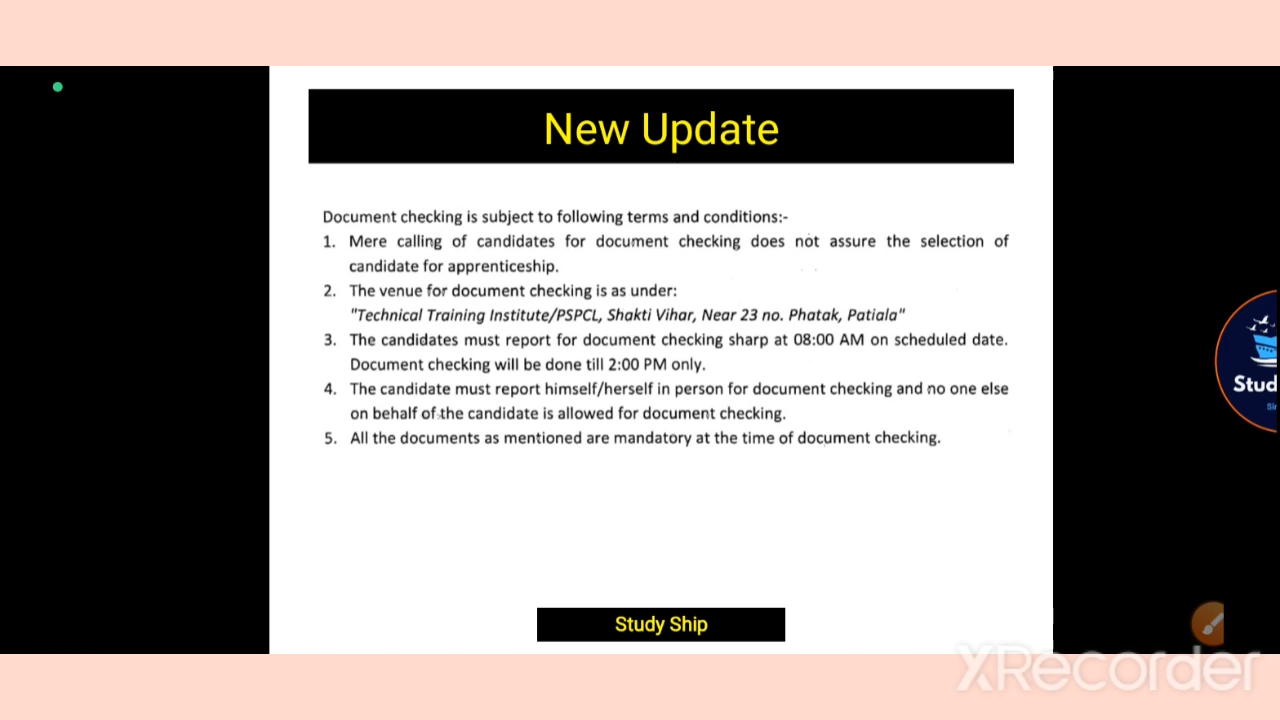 New Update
Document checking is subject to following terms and conditions:-
1. Mere calling of candidates for document checking does not assure the selection of
candidate for apprenticeship.
2. The venue for document checking is as under:
"Technical Training Institute/PSPCL, Shakti Vihar, Near 23 no. Phatak, Patiala"
3. The candidates must report for document checking sharp at 08:00 AM on scheduled date.
Document checking will be done till 2:00 PM only.
4. The candidate must report himself/herself in person for document checking and no one else
on behalf of the candidate is allowed for document checking.
5. All the documents as mentioned are mandatory at the time of document checking.
Stud
Study Ship
XRecorder